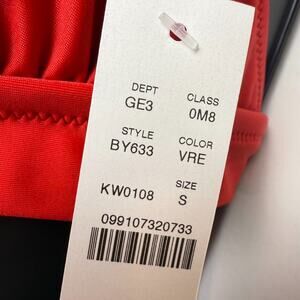 DEPT CLASS
GE3 0M8
STYLE COLOR
BY633 VRE
KW0108 SIZE
S
099107320733